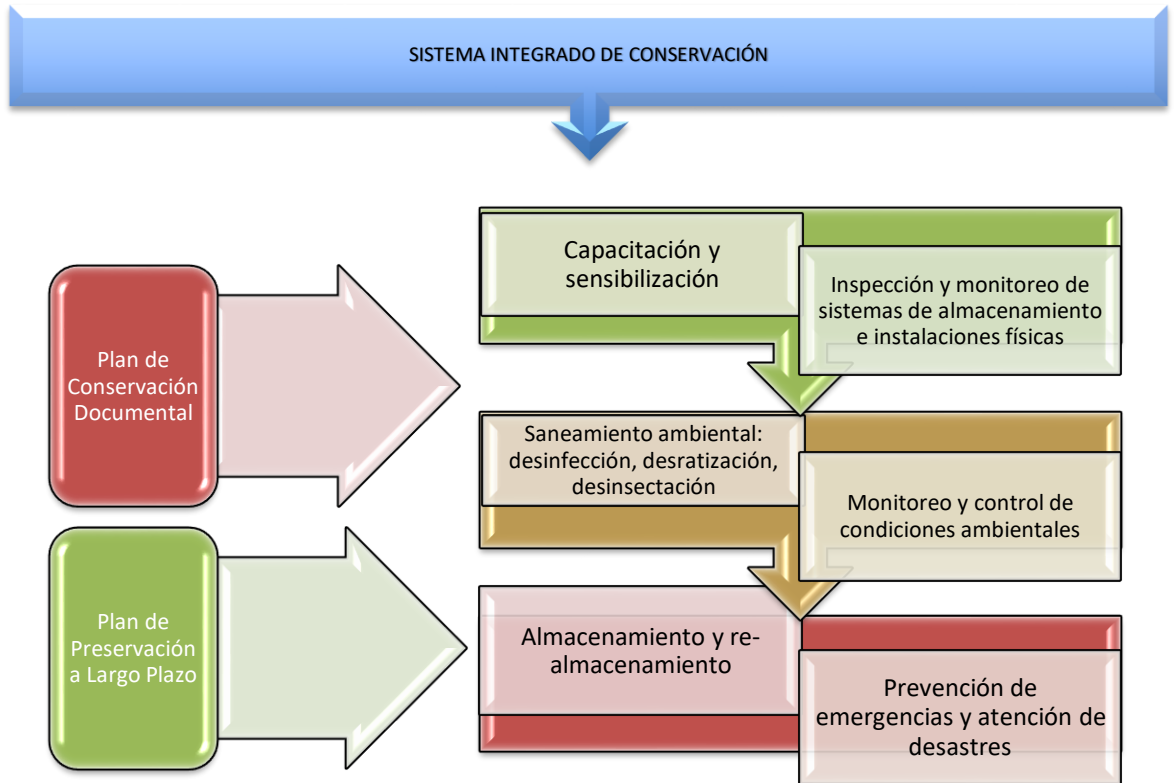 SISTEMA INTEGRADO DE CONSERVACIÓN
Plan de
Conservación
Documental
Plan de
Preservación
a Largo Plazo
Capacitación y
sensibilización
Inspección y monitoreo de
sistemas de almacenamiento
e instalaciones físicas
Saneamiento ambiental:
desinfección, desratización,
desinsectación
Monitoreo y control de
condiciones ambientales
Almacenamiento y re-
almacenamiento
Prevención de
emergencias y atención de
desastres